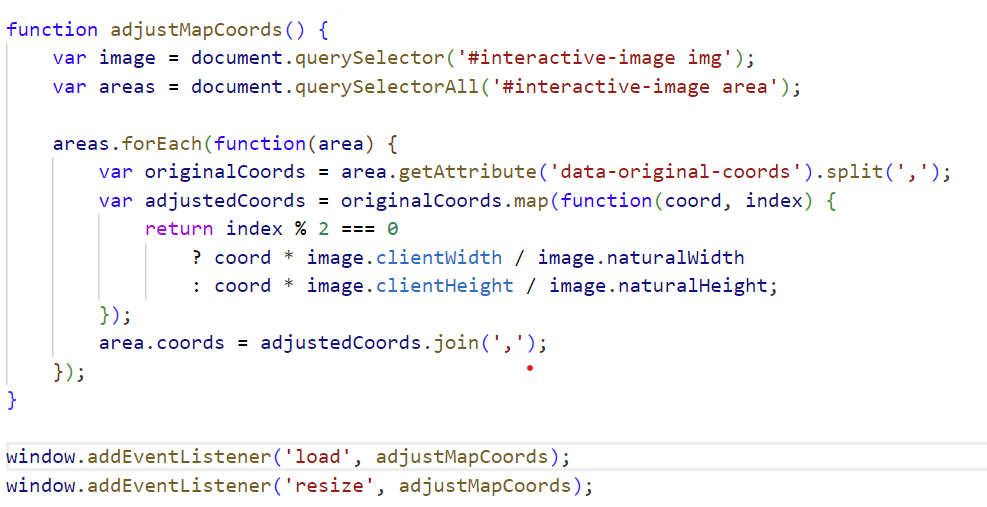 function adjustMapCoords() {
    var image = document.querySelector('#interactive-image img');
    var areas = document.querySelectorAll('#interactive-image area');

    areas.forEach(function(area) {
        var originalCoords = area.getAttribute('data-original-coords').split(',');
        var adjustedCoords = originalCoords.map(function(coord, index) {
            return index % 2 === 0
                ? coord * image.clientWidth / image.naturalWidth
                : coord * image.clientHeight / image.naturalHeight;
        });
        area.coords = adjustedCoords.join(',');
    });
}

window.addEventListener('load', adjustMapCoords);
window.addEventListener('resize', adjustMapCoords);